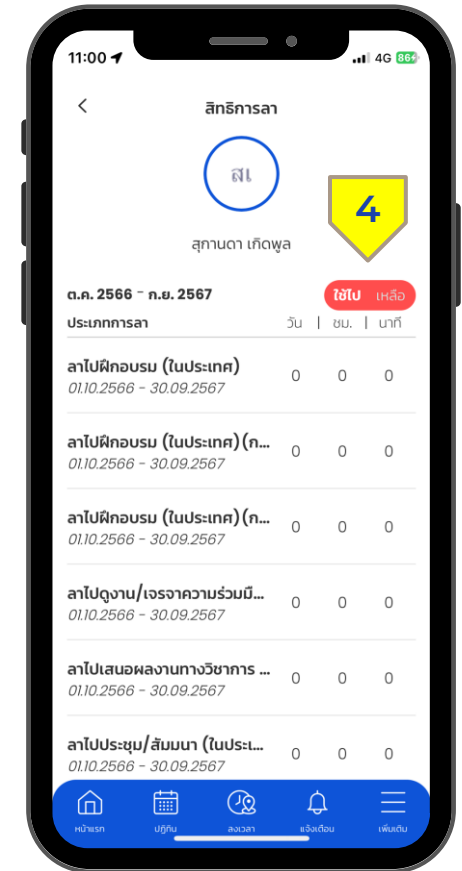 11:00 4G 86
สิทธิการลา
สเ
4
สุกานดา เกิดพูล
ต.ค. 2566 - ก.ย. 2567 ใช้ไป เหลือ
ประเภทการลา วัน | ชม. | นาที
ลาไปฝึกอบรม (ในประเทศ) 0 0 0
01.10.2566 - 30.09.2567
ลาไปฝึกอบรม (ในประเทศ) (ก... 0 0 0
01.10.2566 - 30.09.2567
ลาไปฝึกอบรม (ในประเทศ) (ก... 0 0 0
01.10.2566 - 30.09.2567
ลาไปดูงาน/เจรจาความร่วมมื... 0 0 0
01.10.2566 - 30.09.2567
ลาไปเสนอผลงานทางวิชาการ ... 0 0 0
01.10.2566 - 30.09.2567
ลาไปประชุม/สัมมนา (ในประเ... 0 0 0
01.10.2566 - 30.09.2567
หน้าแรก ปฏิทิน ลงเวลา แจ้งเตือน เพิ่มเติม